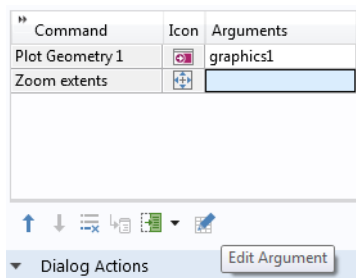 Command Icon Arguments
Plot Geometry 1 graphics1
Zoom extents
Edit Argument
Dialog Actions